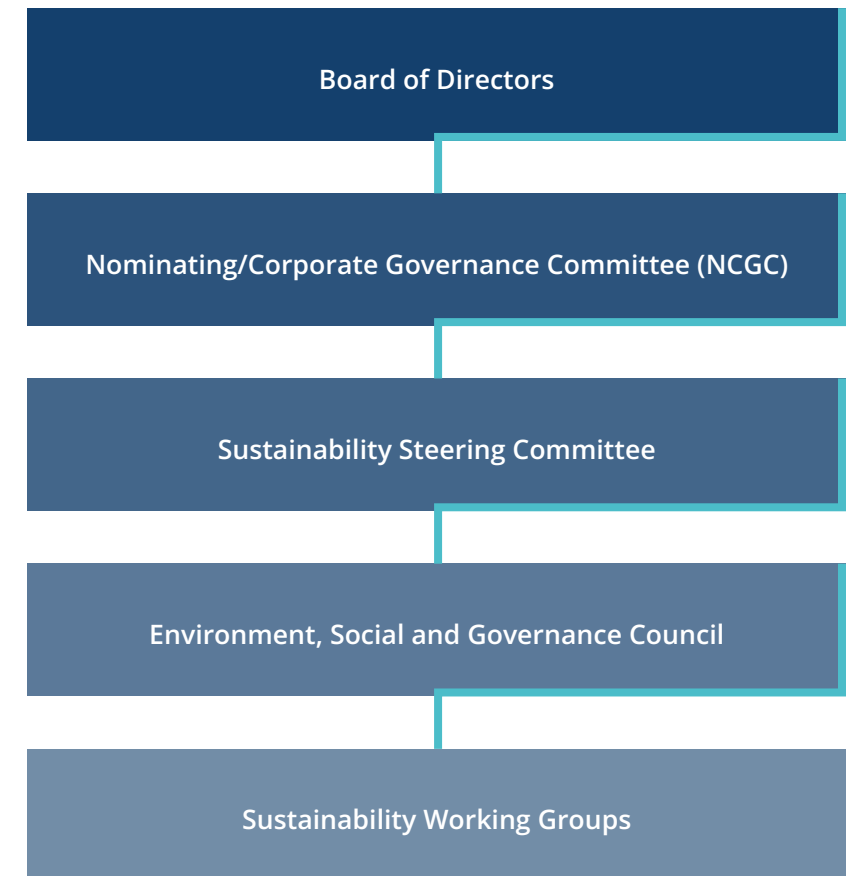 Board of Directors
Nominating/Corporate Governance Committee (NCGC)
Sustainability Steering Committee
Environment, Social and Governance Council
Sustainability Working Groups